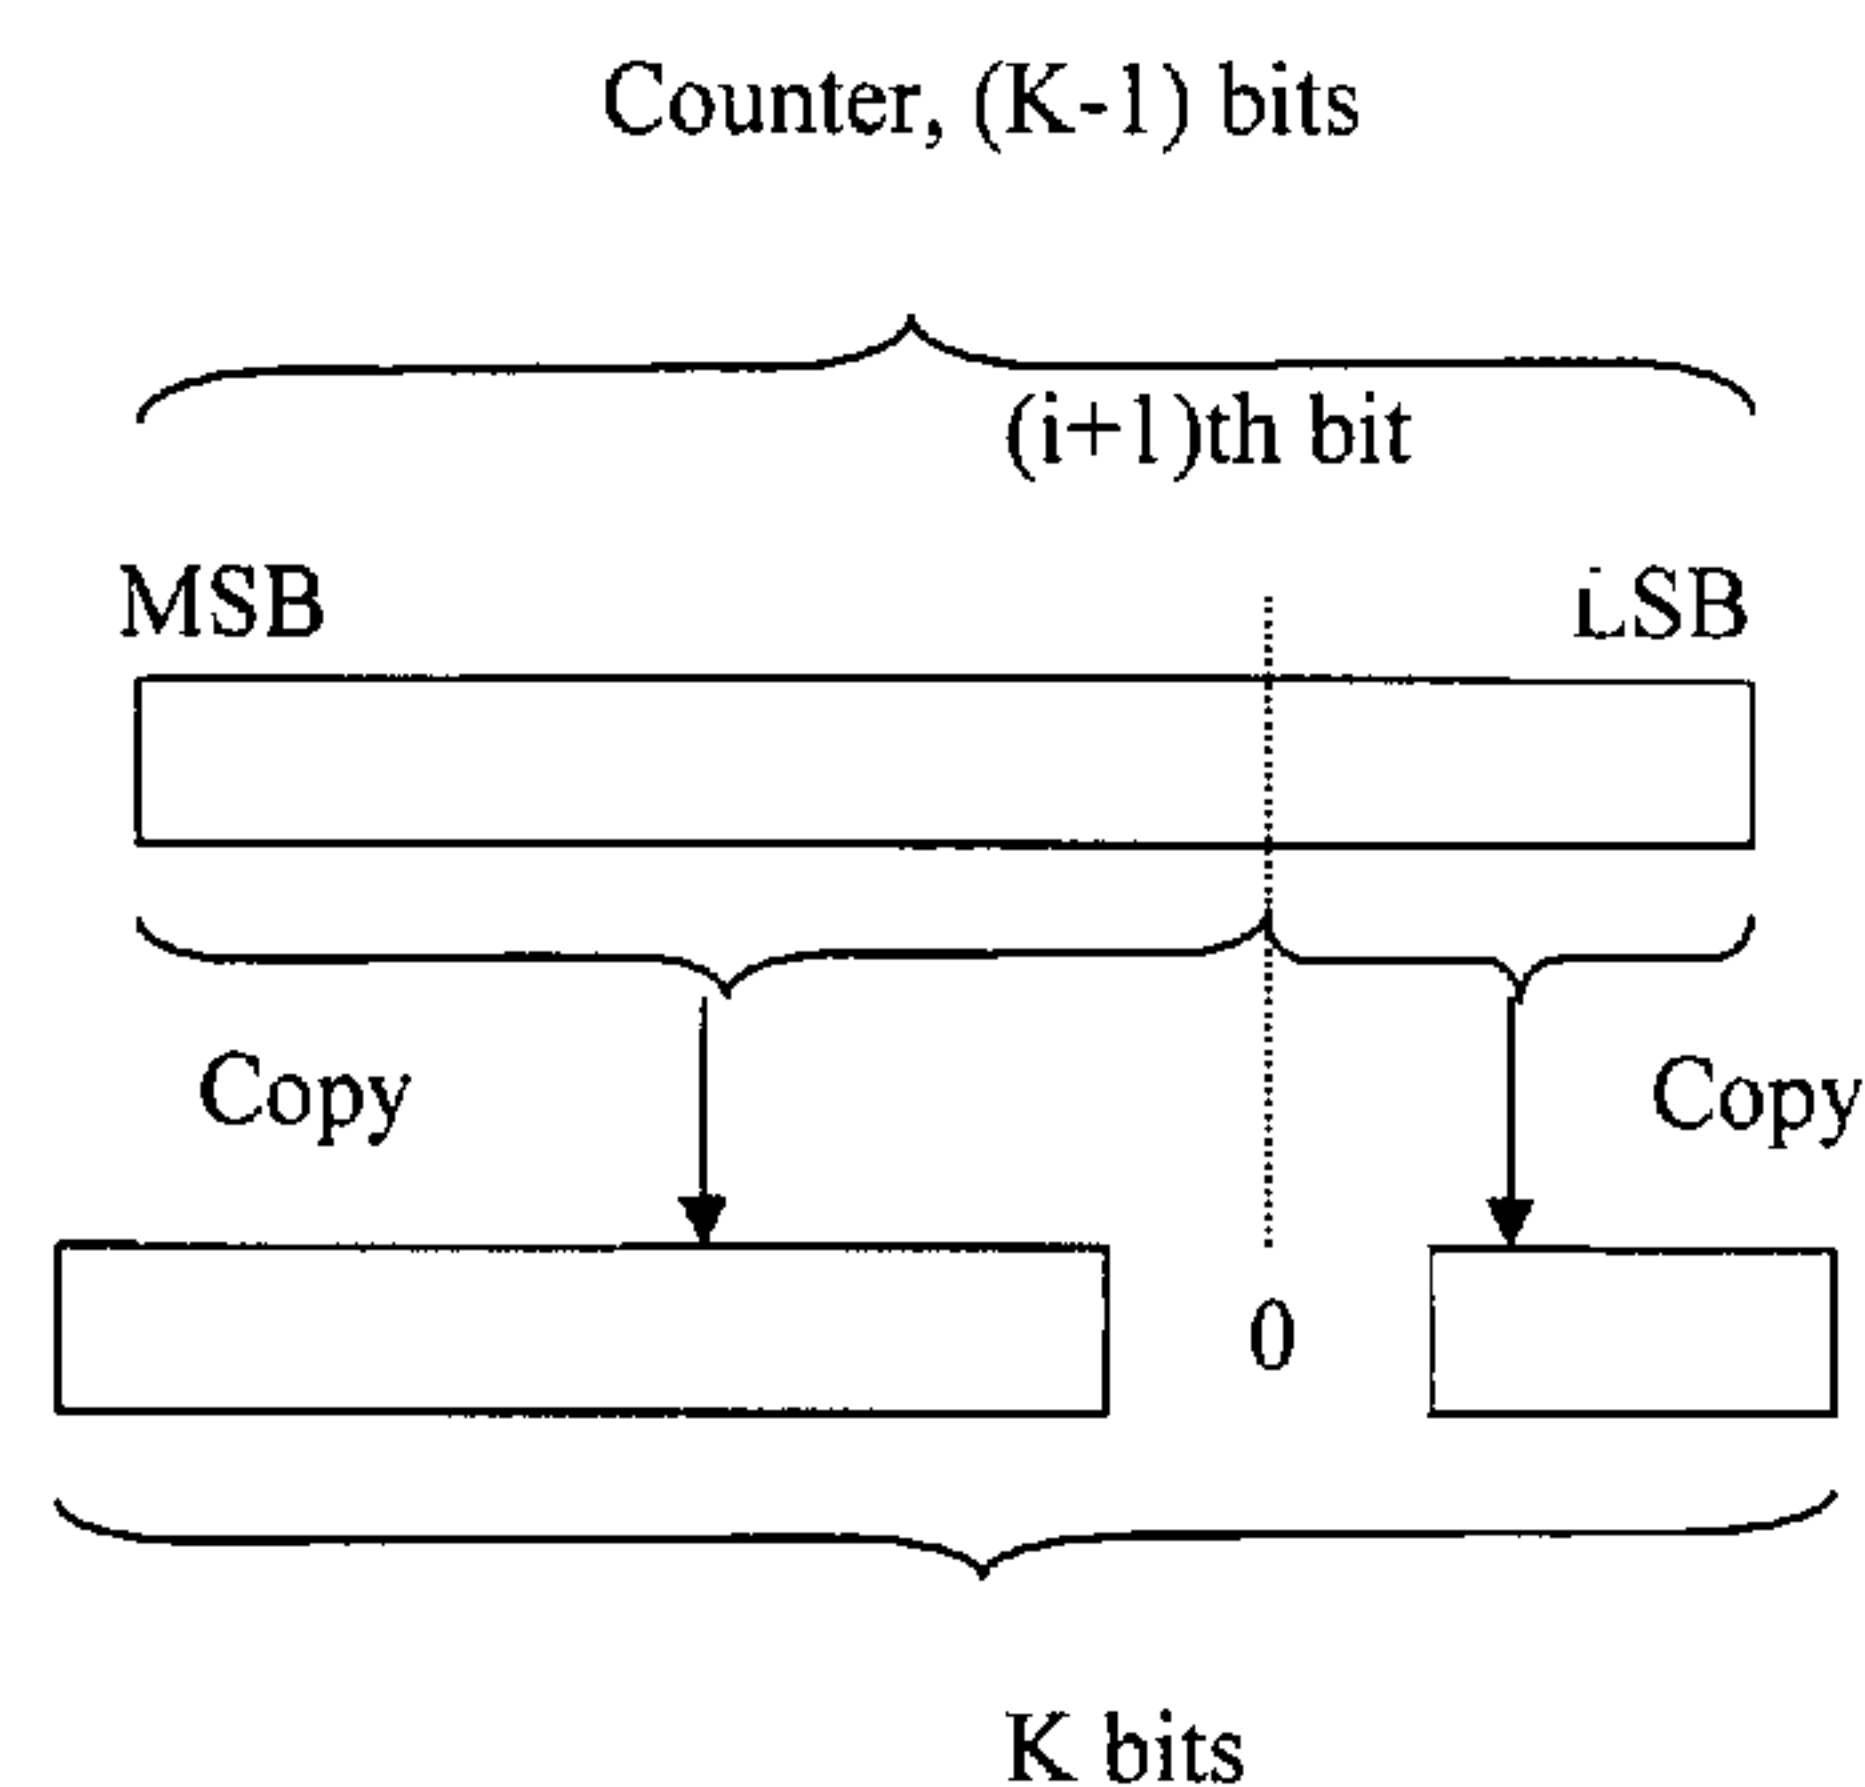 Counter, (K-1) bits
(i+1)th bit
MSB LSB
Copy Copy
0
K bits